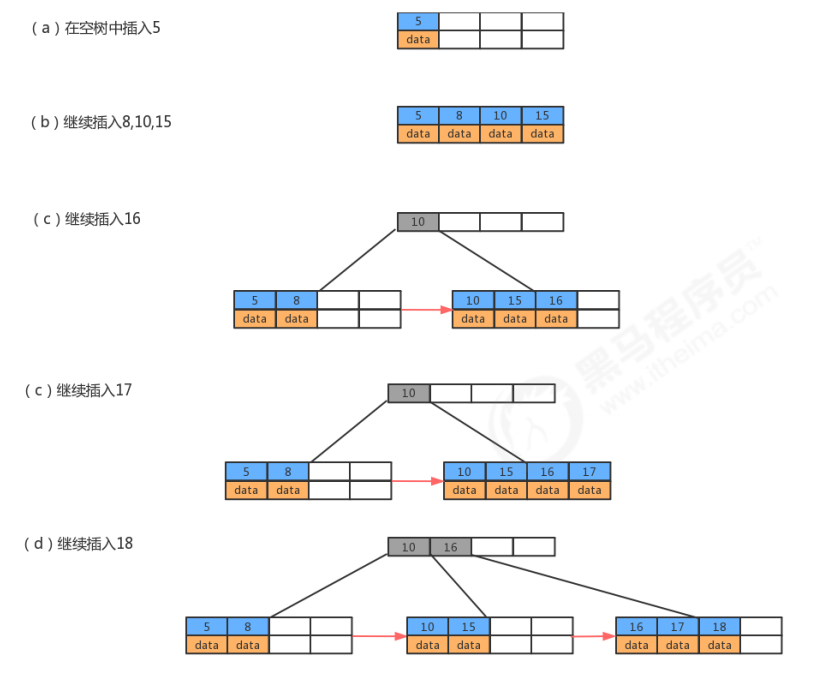 （a）在空树中插入5
5
data
（b）继续插入8,10,15
5 8 10 15
data data data data
（c）继续插入16
10
5 8 10 15 16
data data data data data
黑马程序员™
www.itheima.com
（c）继续插入17
10
5 8 10 15 16 17
data data data data data data
（d）继续插入18
10 16
5 8 10 15 16 17 18
data data data data data data data